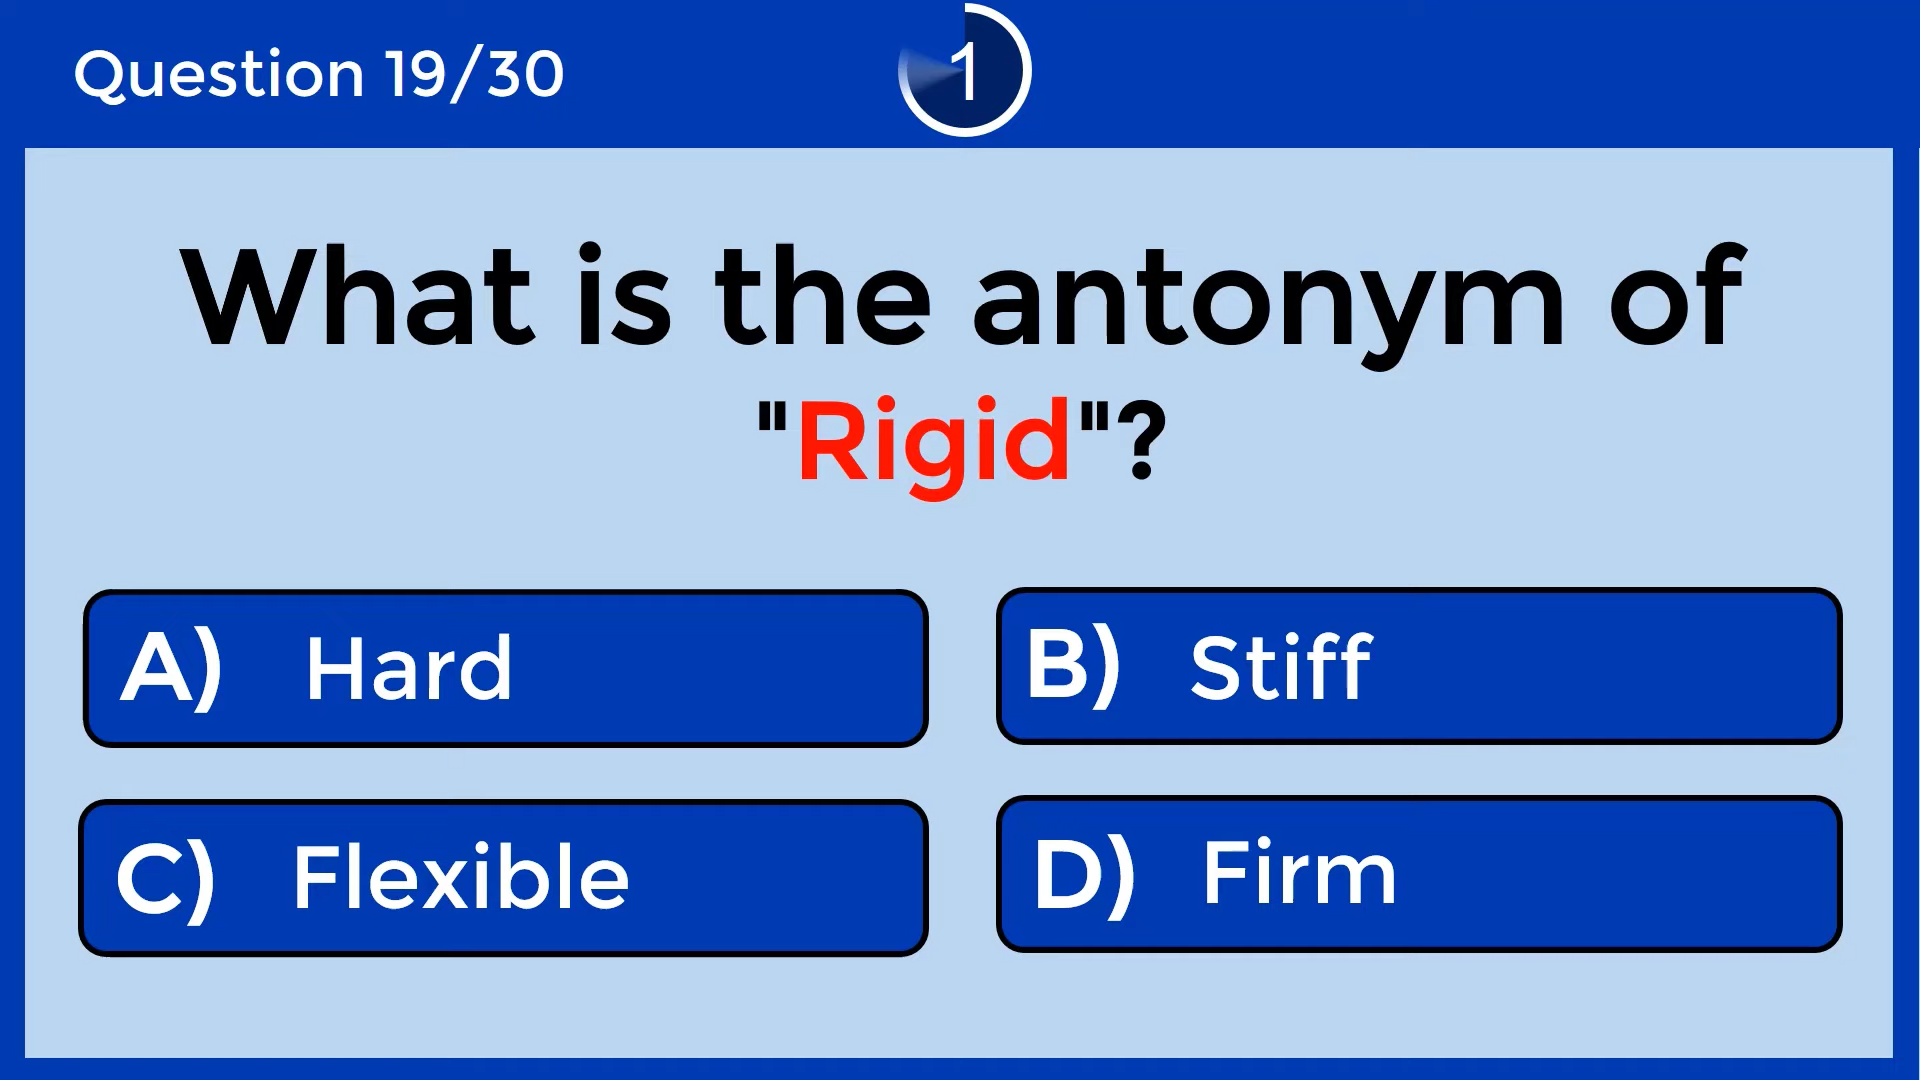 Question 19/30
1
What is the antonym of
"Rigid"?
A) Hard
B) Stiff
C) Flexible
D) Firm